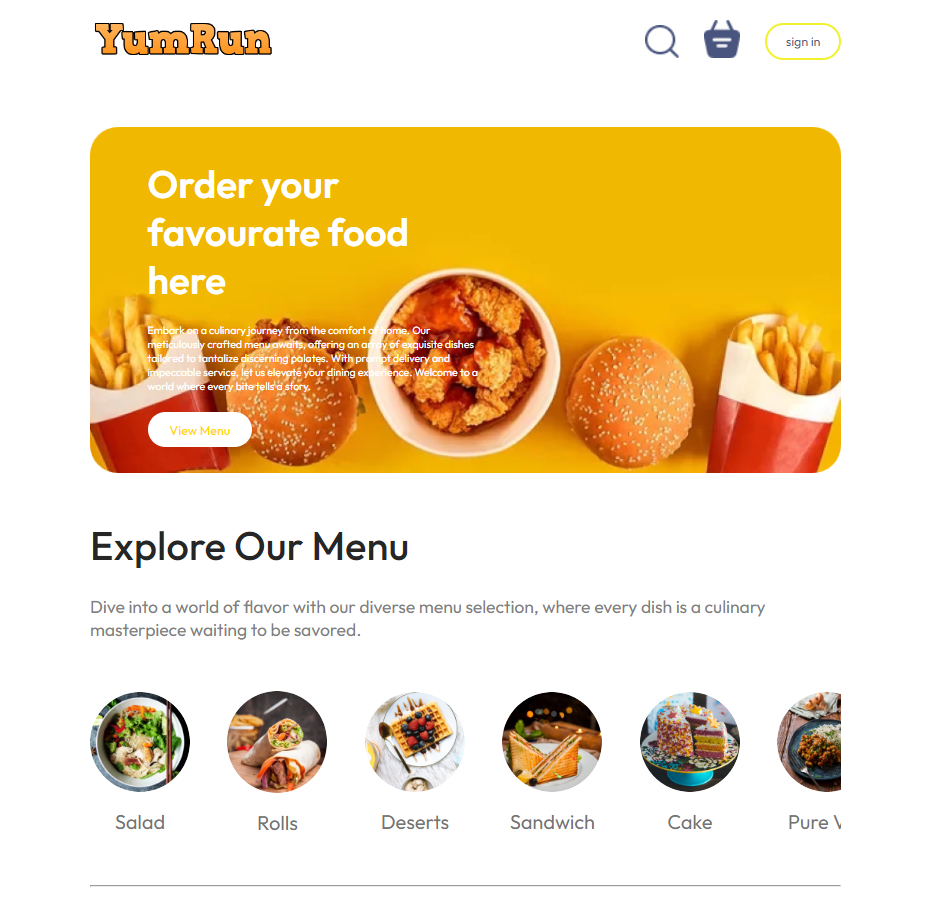 YumRun
sign in
Order your
favourate food
here
Embark on a culinary journey from the comfort of home. Our
meticulously crafted menu awaits, offering an array of exquisite dishes
tailored to tantalize discerning palates. With prompt delivery and
impeccable service, let us elevate your dining experience. Welcome to a
world where every bite tells a story.
View Menu
Explore Our Menu
Dive into a world of flavor with our diverse menu selection, where every dish is a culinary
masterpiece waiting to be savored.
Salad
Rolls
Deserts
Sandwich
Cake
Pure V